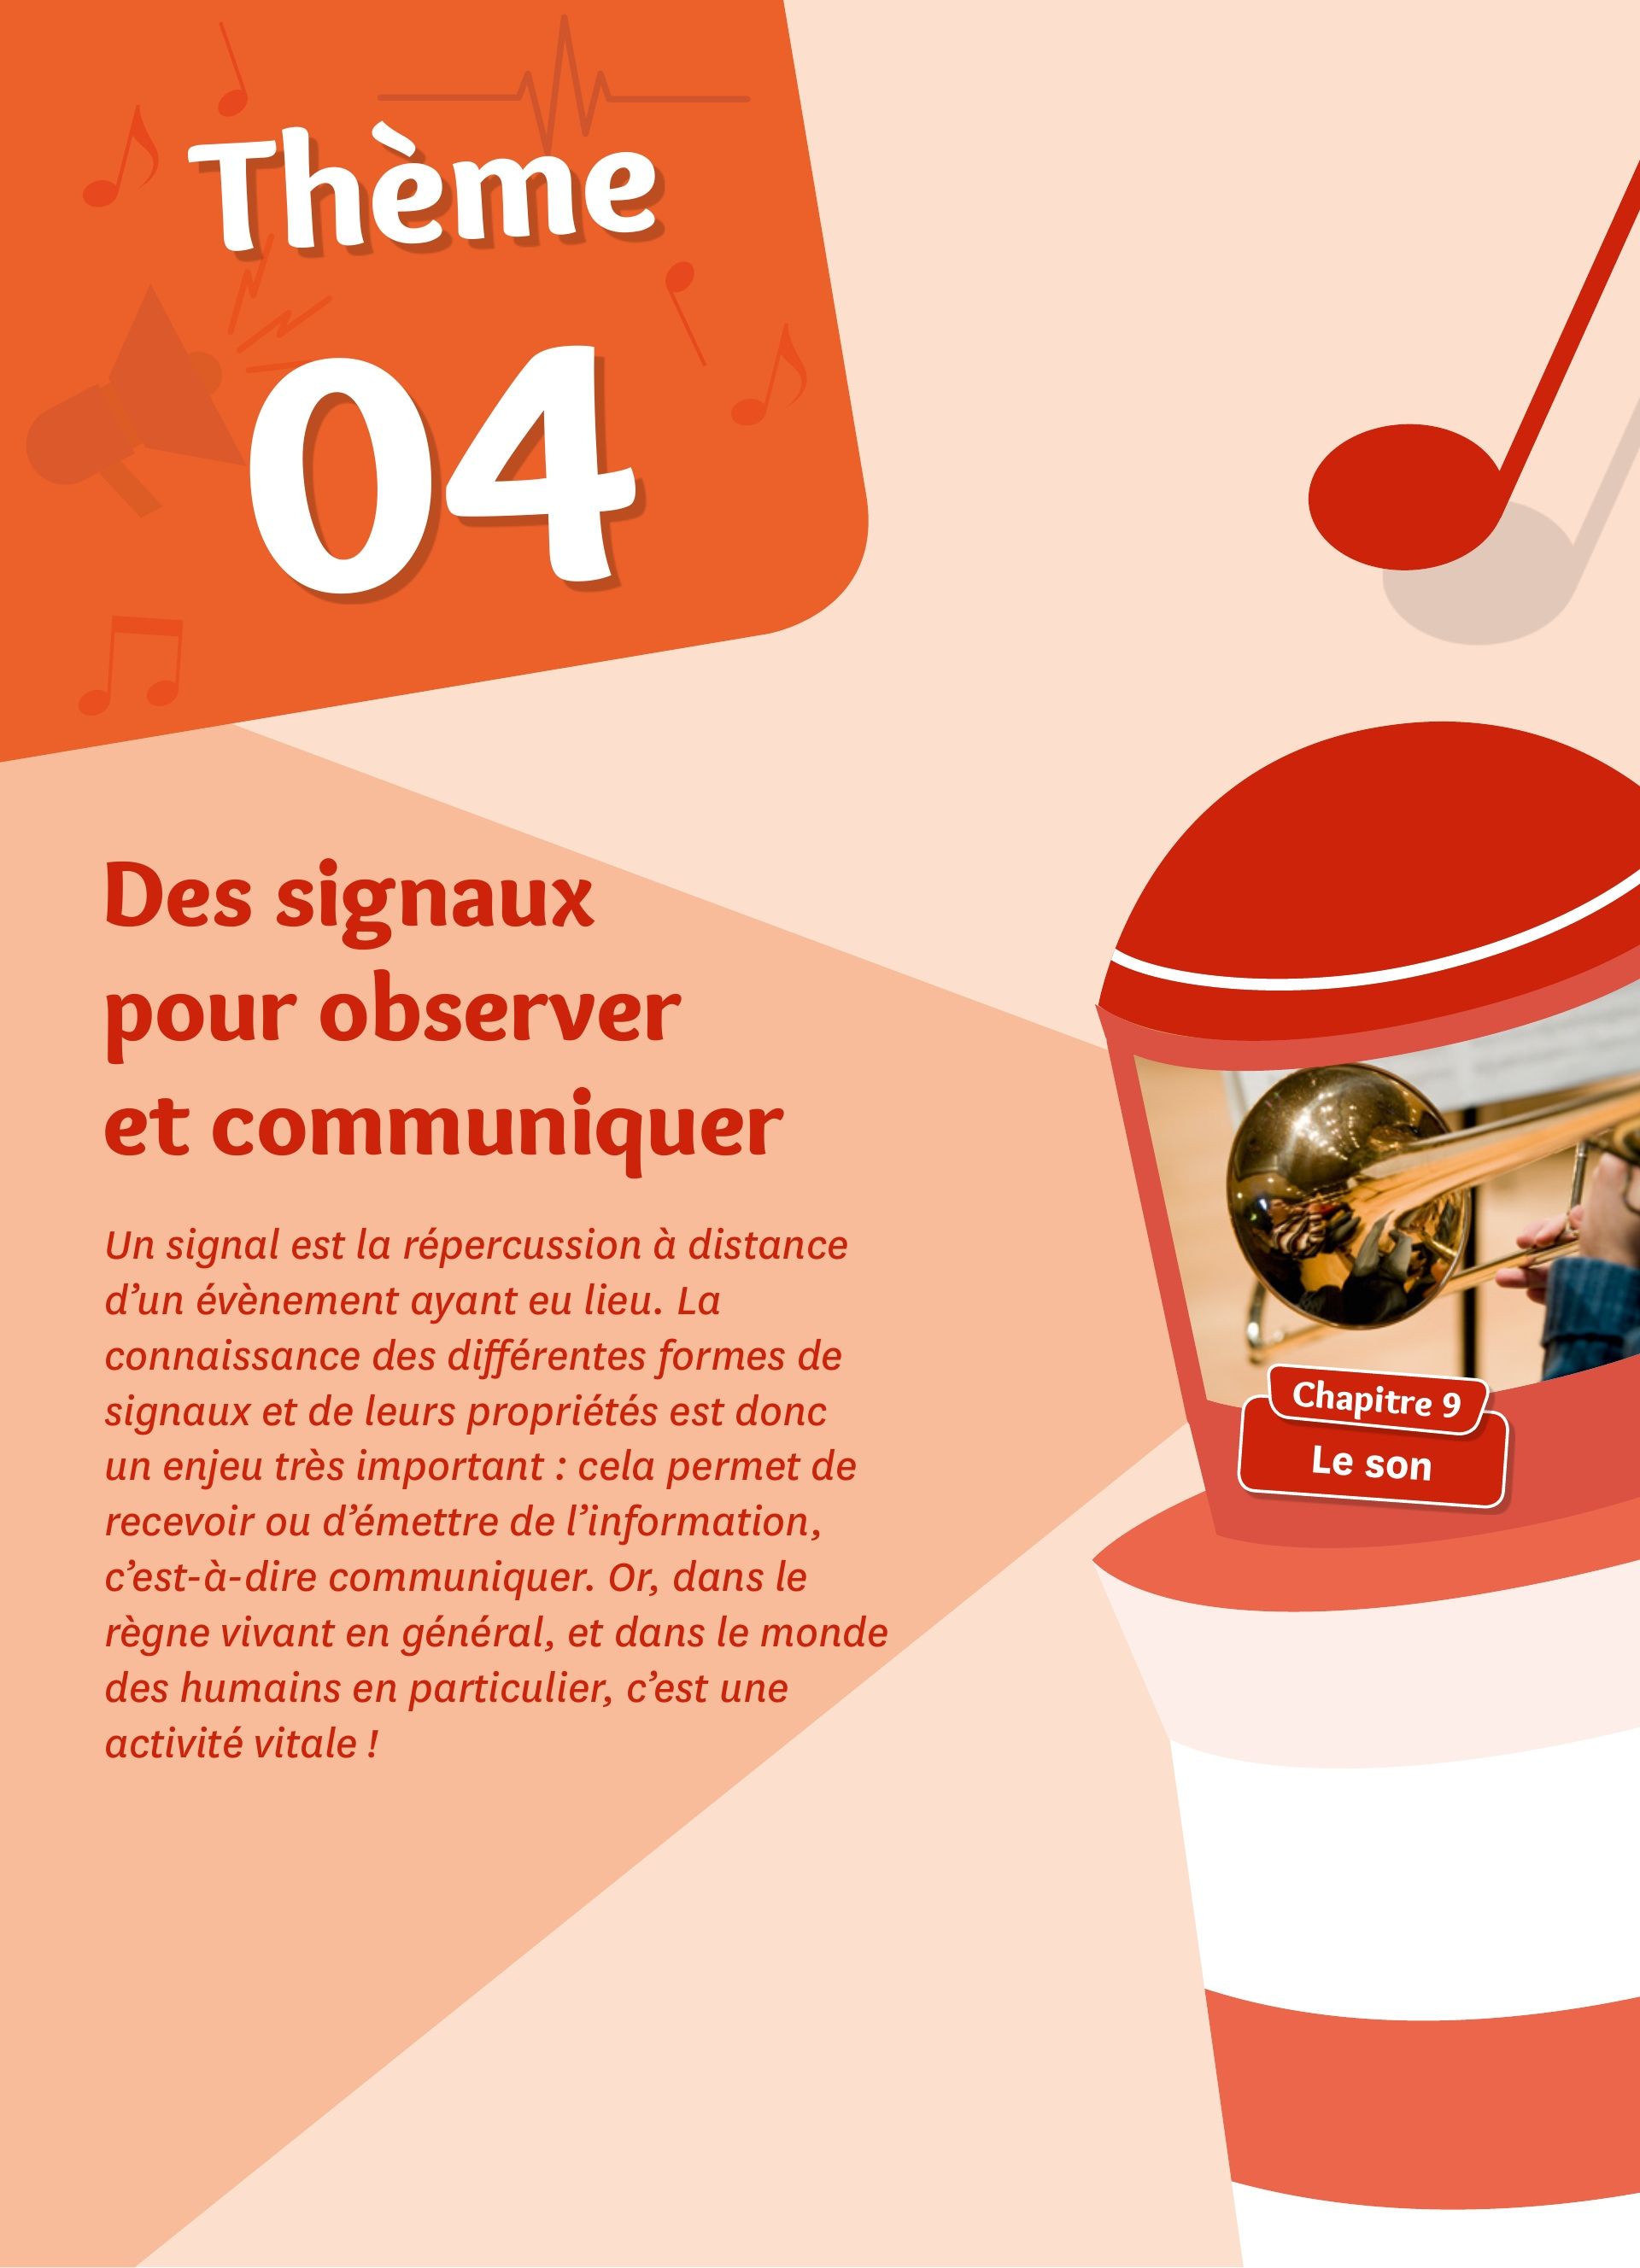 Thème
04
Des signaux
pour observer
et communiquer
Un signal est la répercussion à distance
d’un évènement ayant eu lieu. La
connaissance des différentes formes de
signaux et de leurs propriétés est donc
un enjeu très important : cela permet de
recevoir ou d’émettre de l’information,
c’est-à-dire communiquer. Or, dans le
règne vivant en général, et dans le monde
des humains en particulier, c’est une
activité vitale !
Chapitre 9
Le son